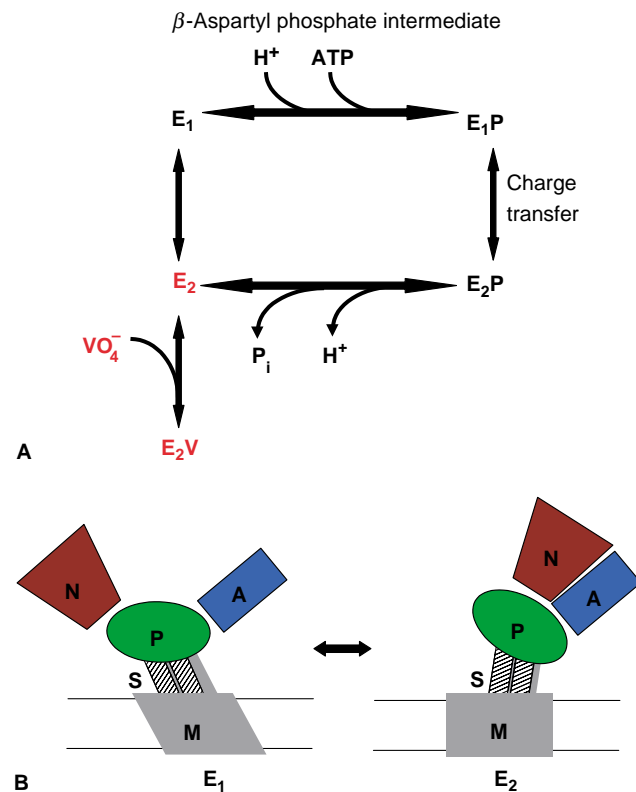 β-Aspartyl phosphate intermediate
H⁺ ATP
E₁ E₁P
Charge
transfer
E₂ E₂P
VO₄⁻ Pᵢ H⁺
E₂V
A
N A N A
P P
S S
M M
B E₁ E₂